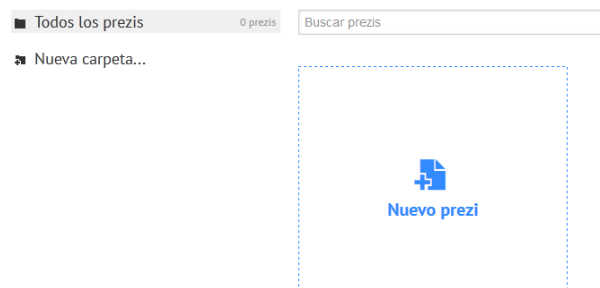 Todos los prezis 0 prezis
Buscar prezis
Nueva carpeta...
Nuevo prezi